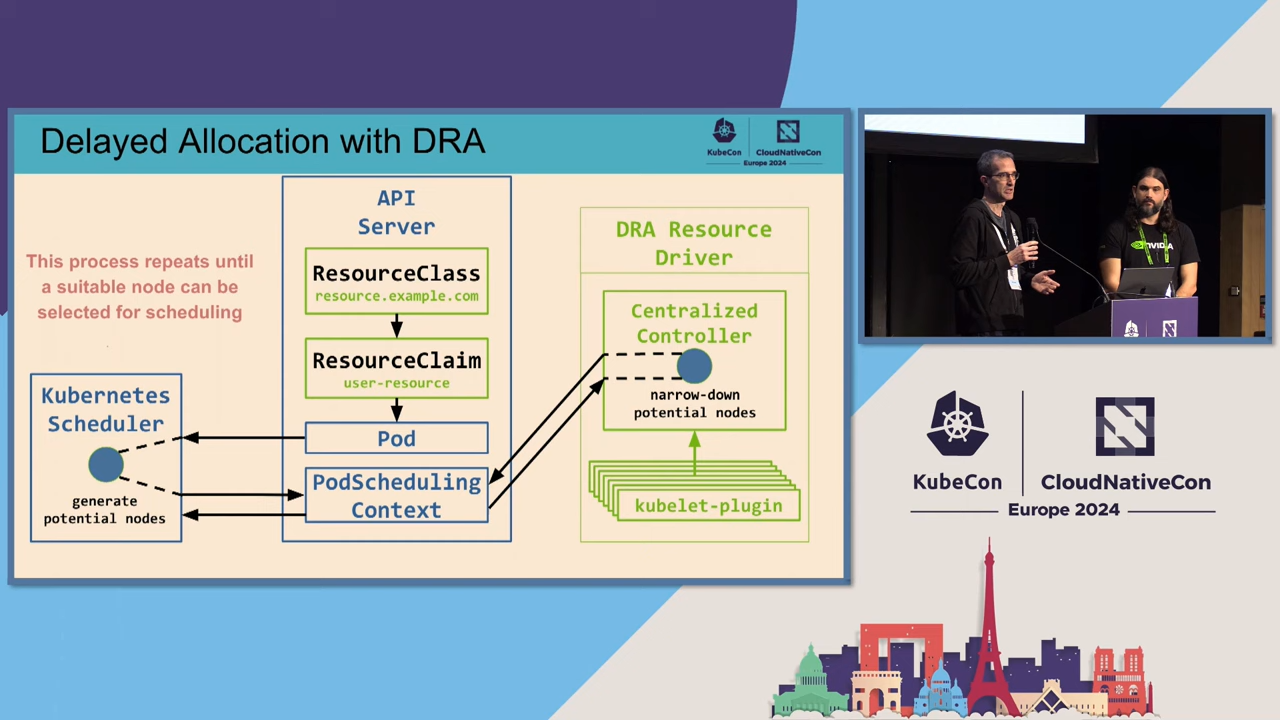 Delayed Allocation with DRA
KubeCon
CloudNativeCon
Europe 2024
This process repeats until
a suitable node can be
selected for scheduling
Kubernetes
Scheduler
generate
potential nodes
API
Server
ResourceClass
resource.example.com
ResourceClaim
user-resource
Pod
PodScheduling
Context
DRA Resource
Driver
Centralized
Controller
narrow-down
potential nodes
kubelet-plugin
NVIDIA
KubeCon
CloudNativeCon
Europe 2024